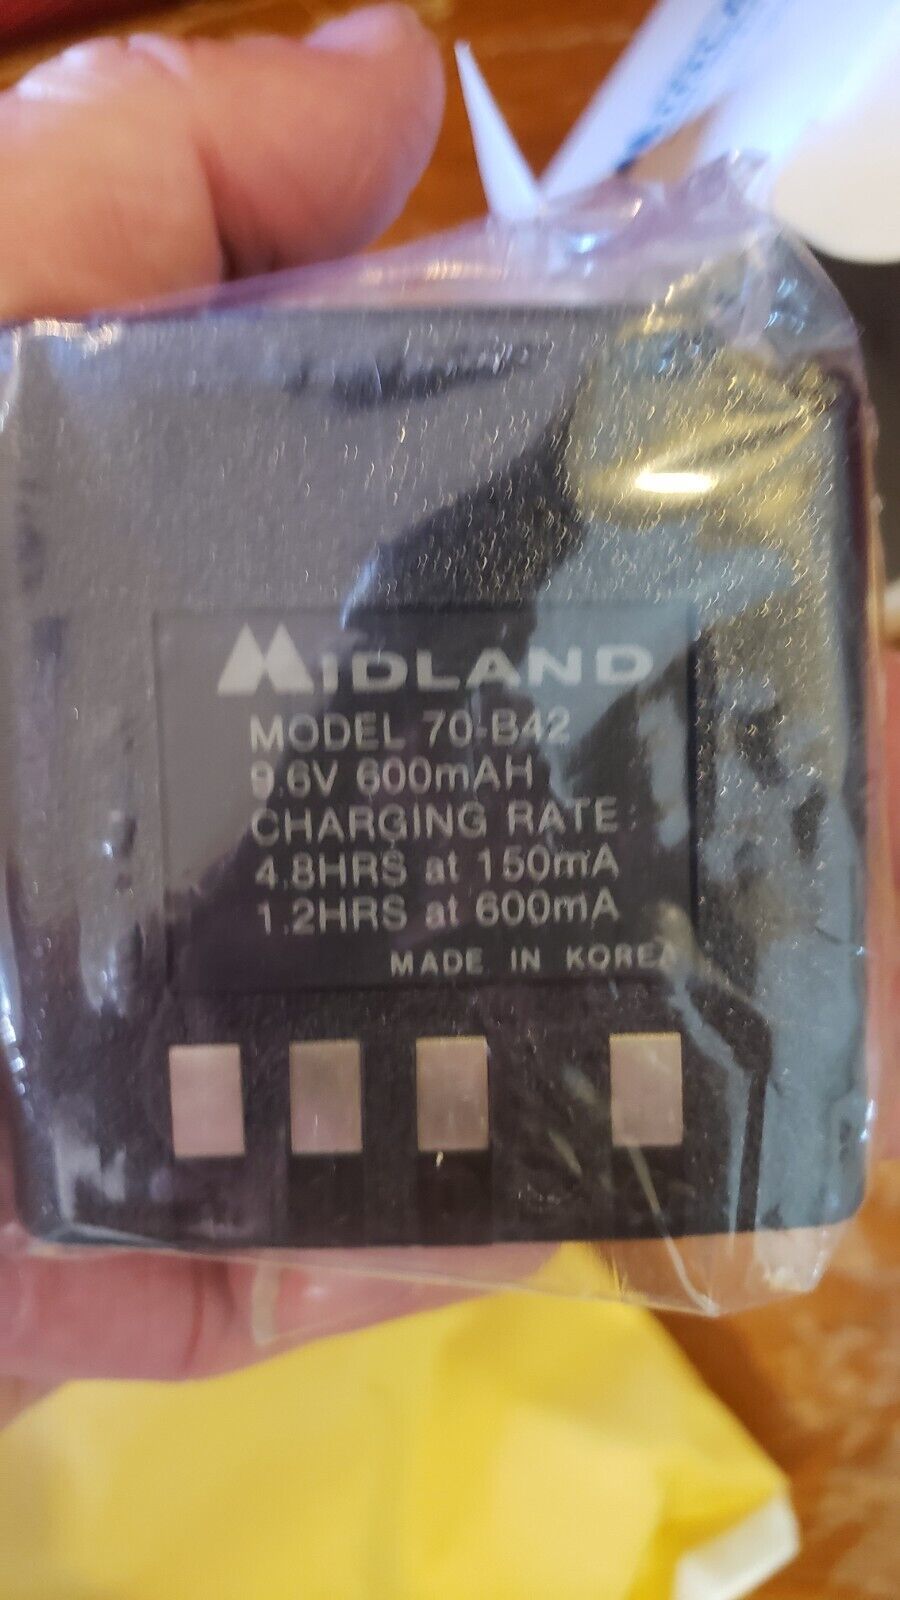 MIDLAND
MODEL 70-B42
9.6V 600mAH
CHARGING RATE:
4.8HRS at 150mA
1.2HRS at 600mA
MADE IN KOREA